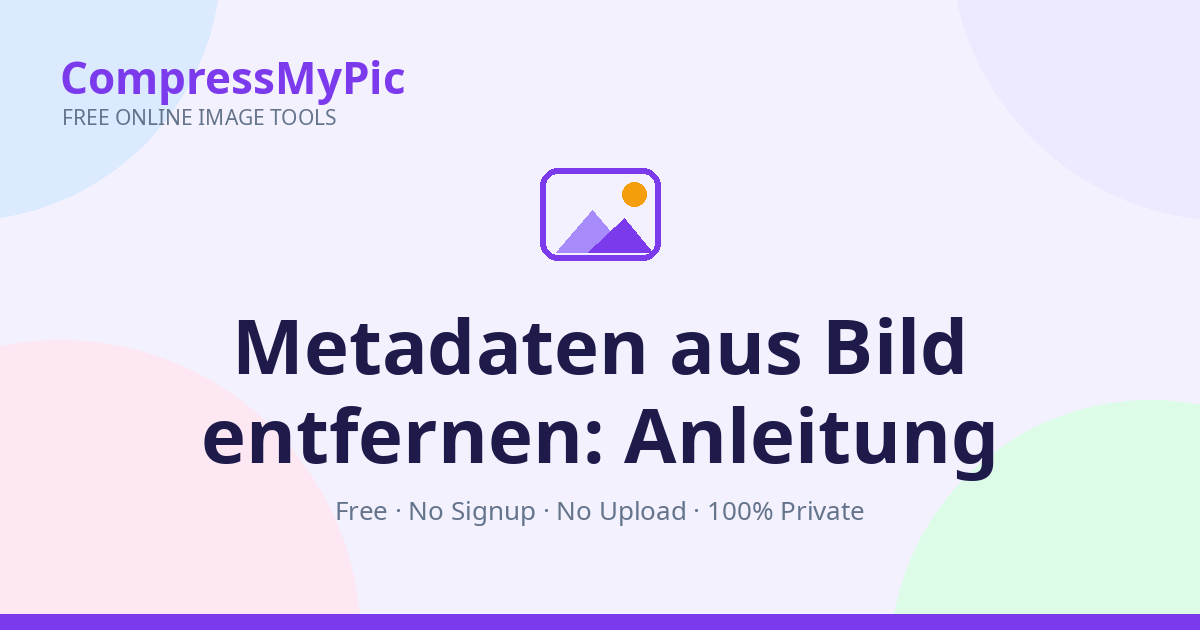 CompressMyPic
FREE ONLINE IMAGE TOOLS
Metadaten aus Bild
entfernen: Anleitung
Free · No Signup · No Upload · 100% Private